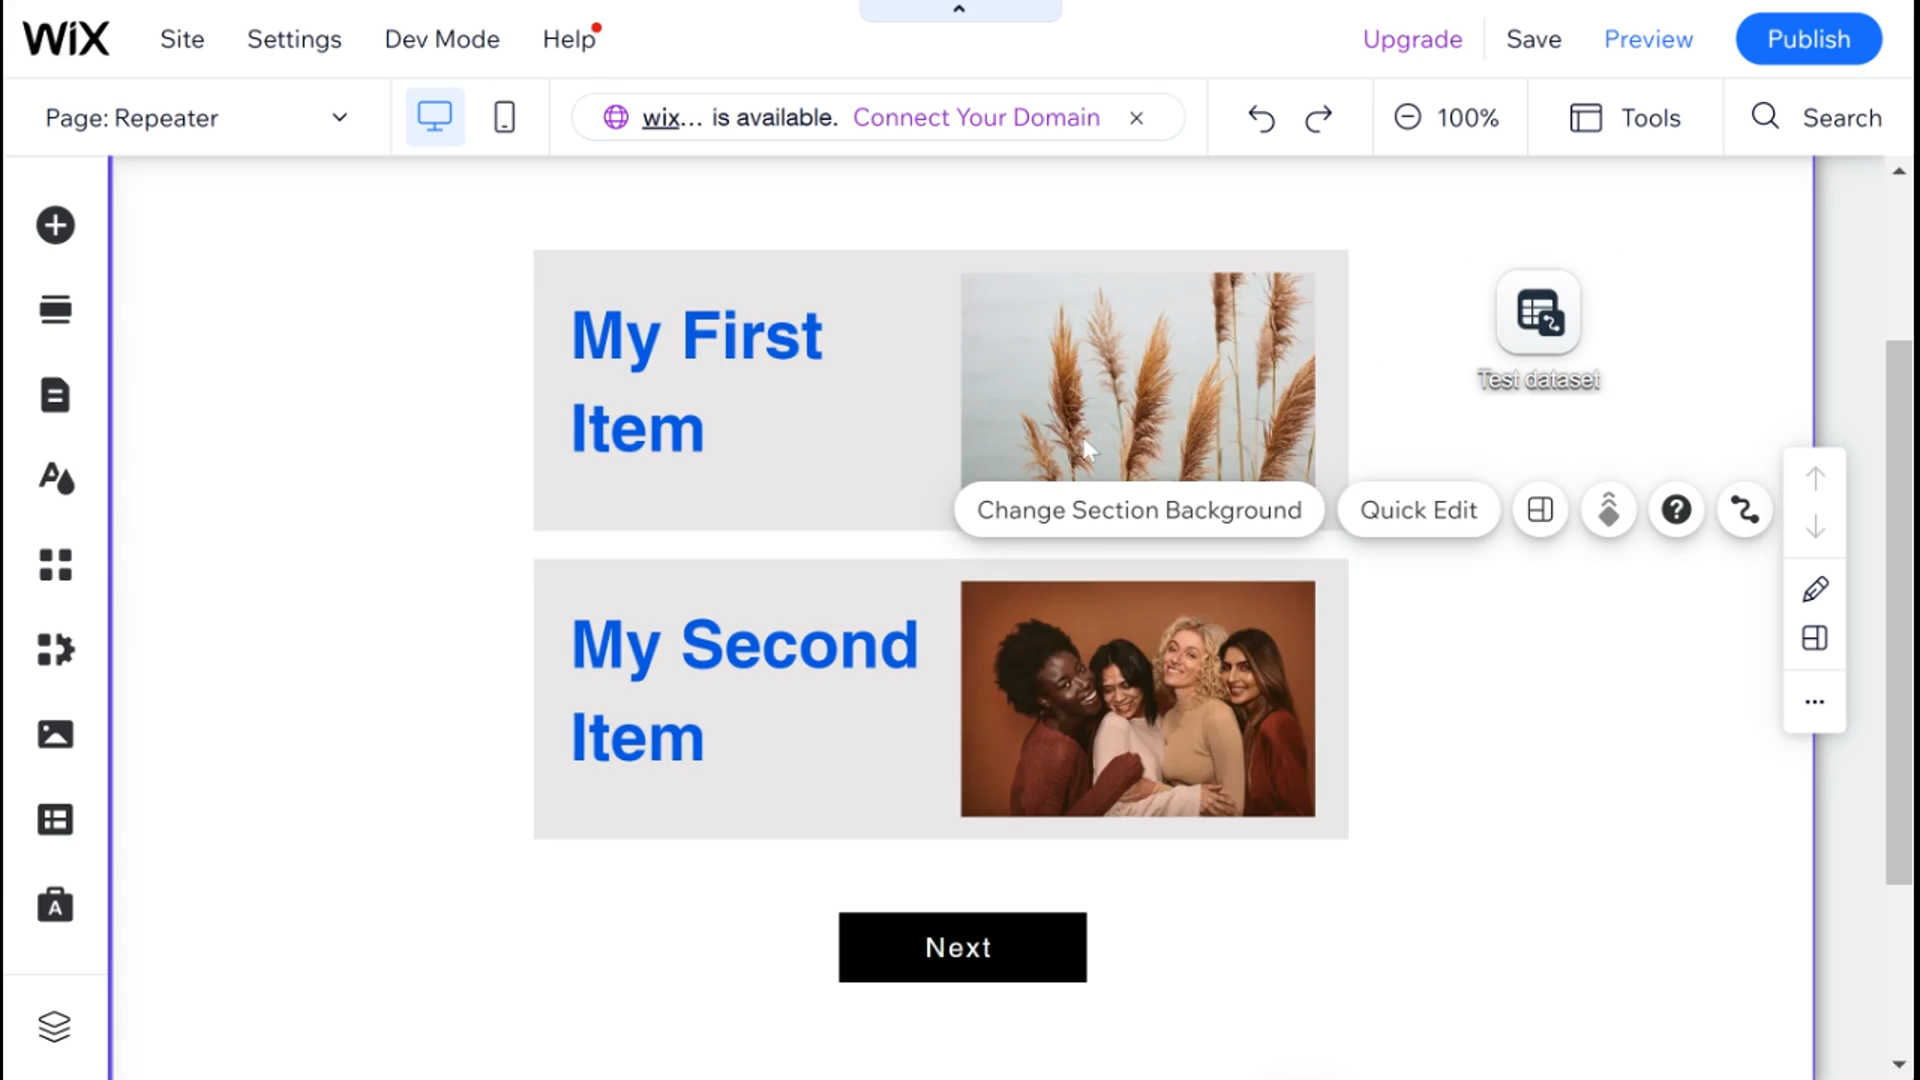 WiX
Site
Settings
Dev Mode
Help
Upgrade
Save
Preview
Publish
Page: Repeater
wix... is available. Connect Your Domain
100%
Tools
Search
My First
Item
Test dataset
Change Section Background
Quick Edit
?
My Second
Item
A
Next